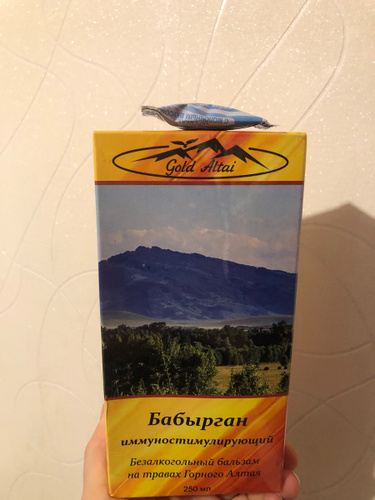 Gold Altai
Бабырган
иммуностимулирующий
Безалкогольный бальзам
на травах Горного Алтая
250 мл